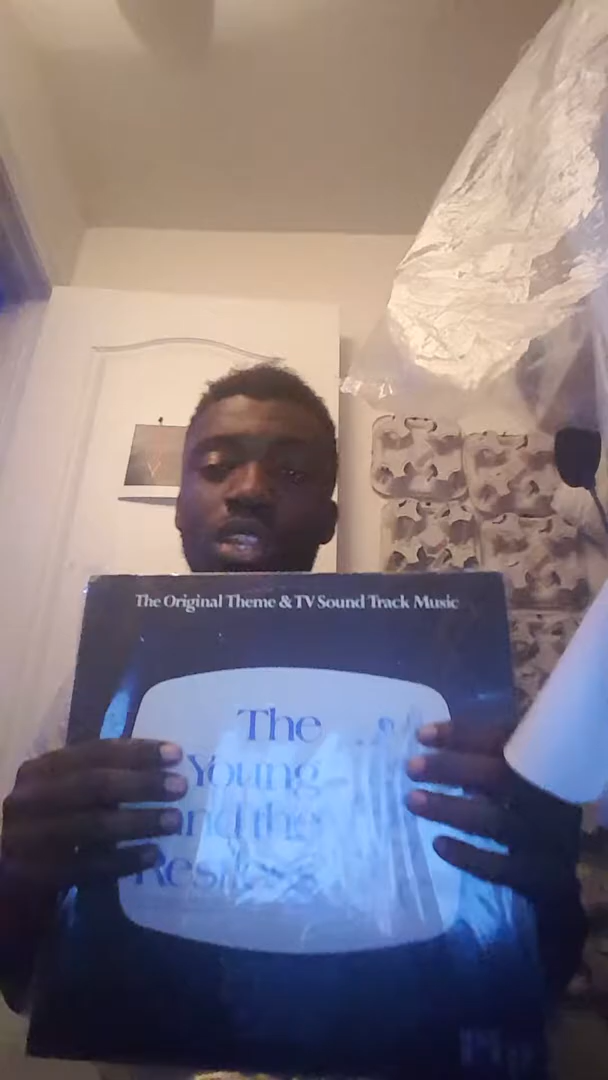 The Original Theme & TV Sound Track Music
The
Young
and the
Restless